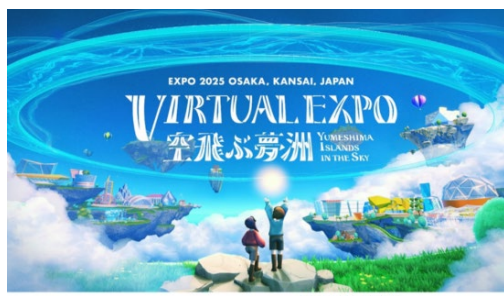 EXPO 2025 OSAKA, KANSAI, JAPAN
VIRTUAL EXPO
空飛ぶ夢洲
YUMESHIMA
ISLANDS
IN THE SKY